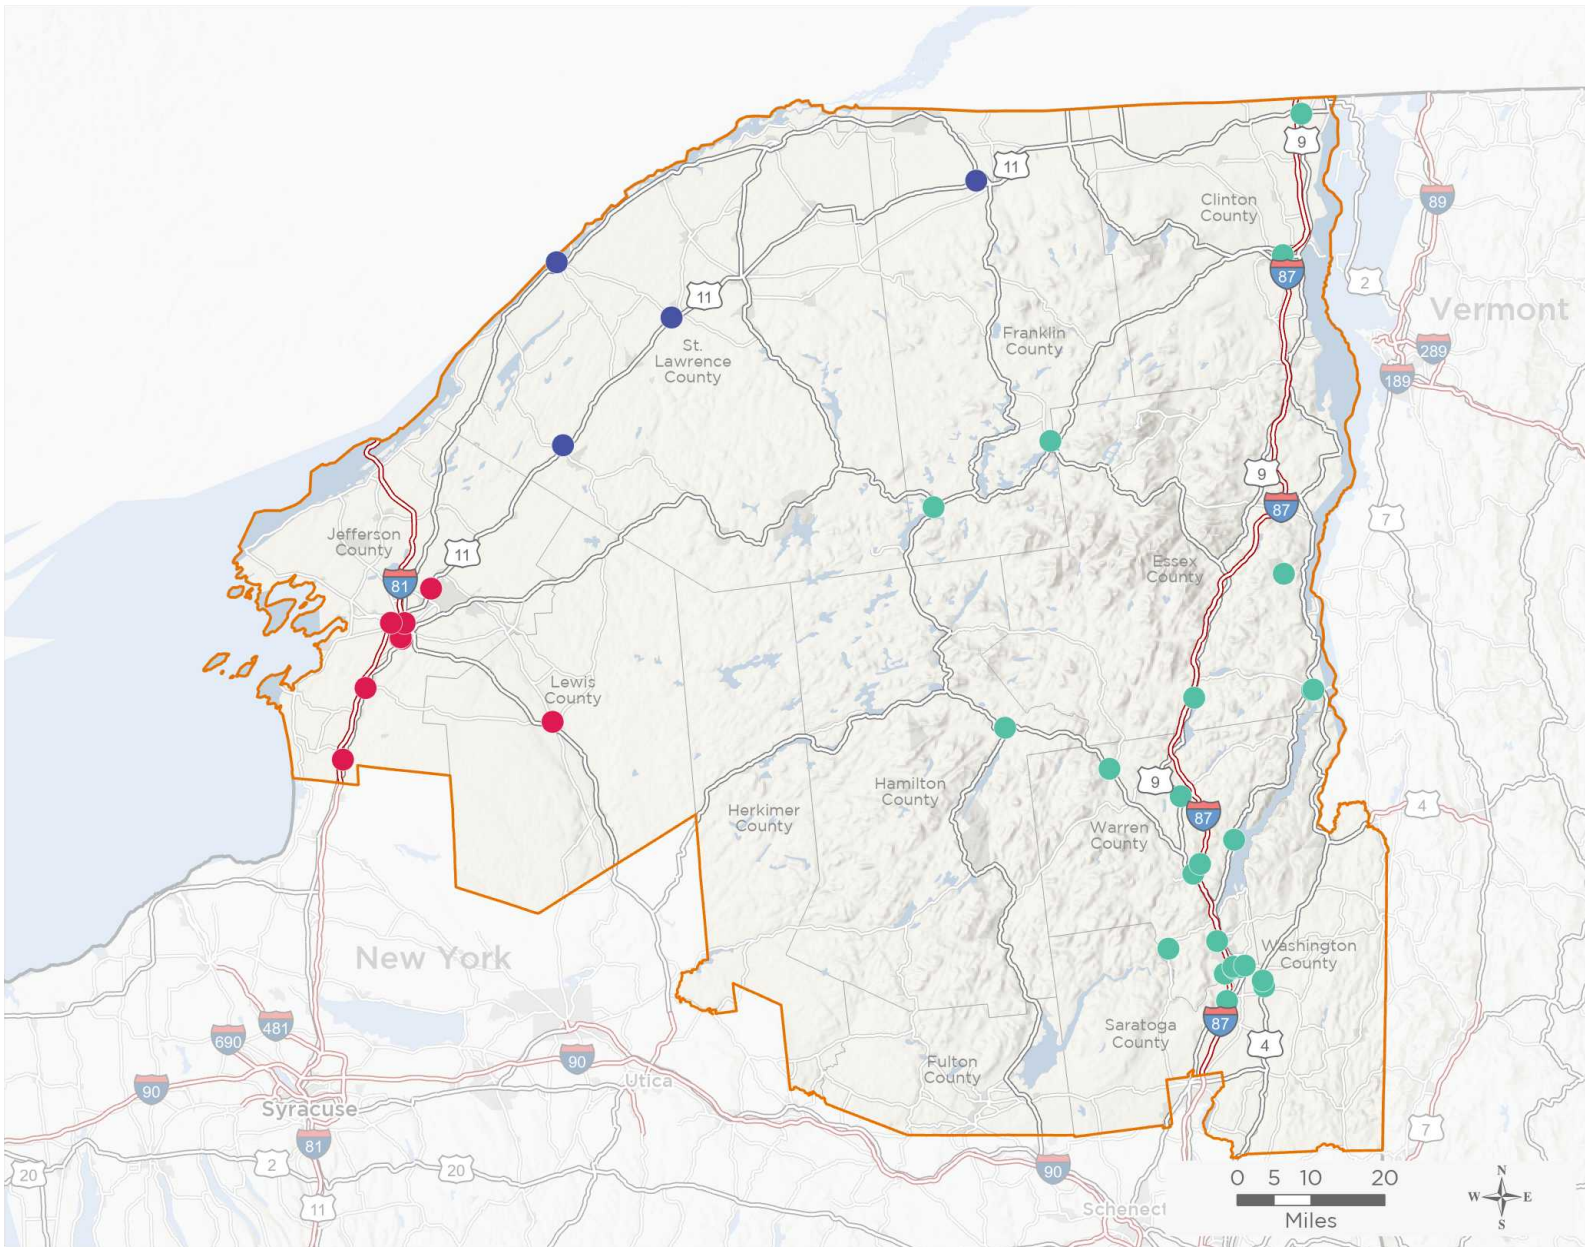 9
11
Clinton
County
89
87
2
11
Vermont
Franklin
County
St.
Lawrence
County
289
189
9
87
7
Jefferson
County
11
Essex
County
81
Lewis
County
9
Hamilton
County
Herkimer
County
87
4
Warren
County
New York
Washington
County
481
690
87
Saratoga
County
4
90
Fulton
County
90
Utica
Syracuse
81
7
2
20
20
90
0 5 10 20
Miles
N
W E
S
11
Schenect